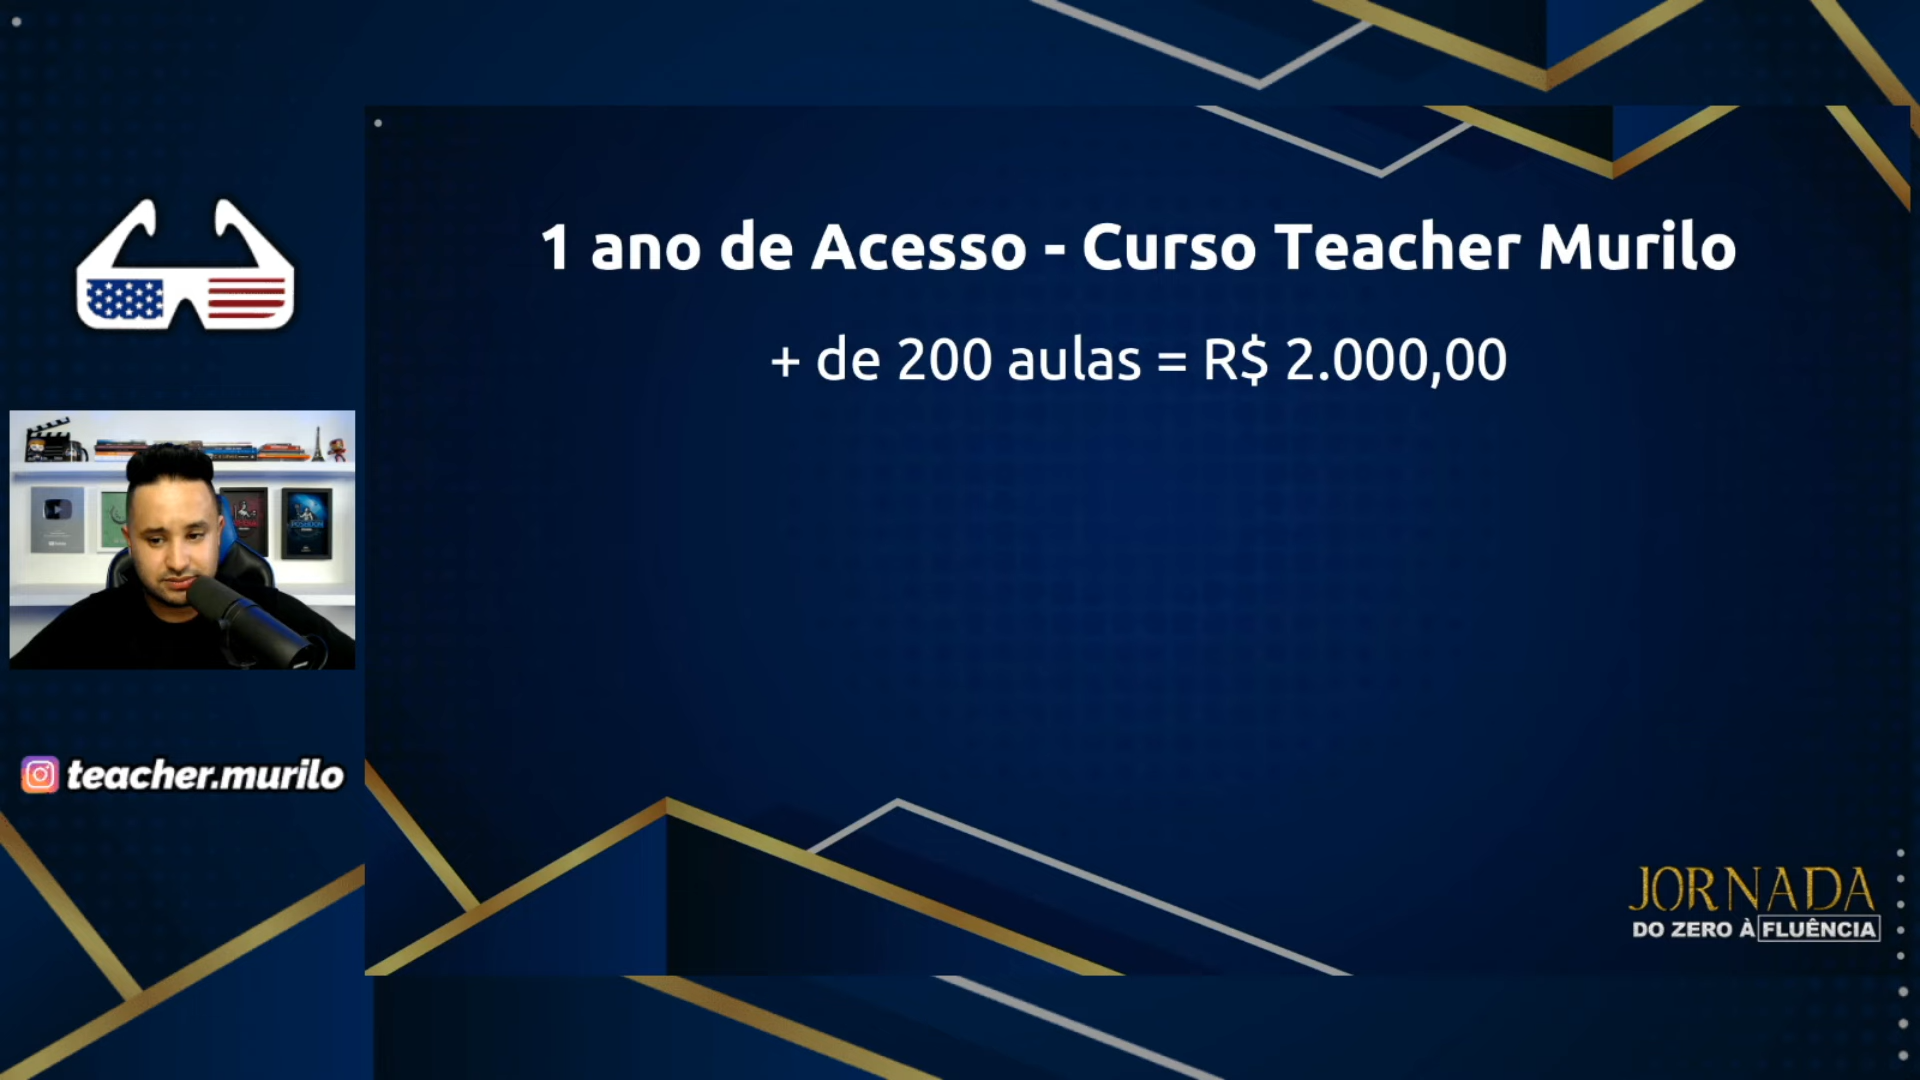 1 ano de Acesso - Curso Teacher Murilo
+ de 200 aulas = R$ 2.000,00
teacher.murilo
JORNADA
DO ZERO À FLUÊNCIA